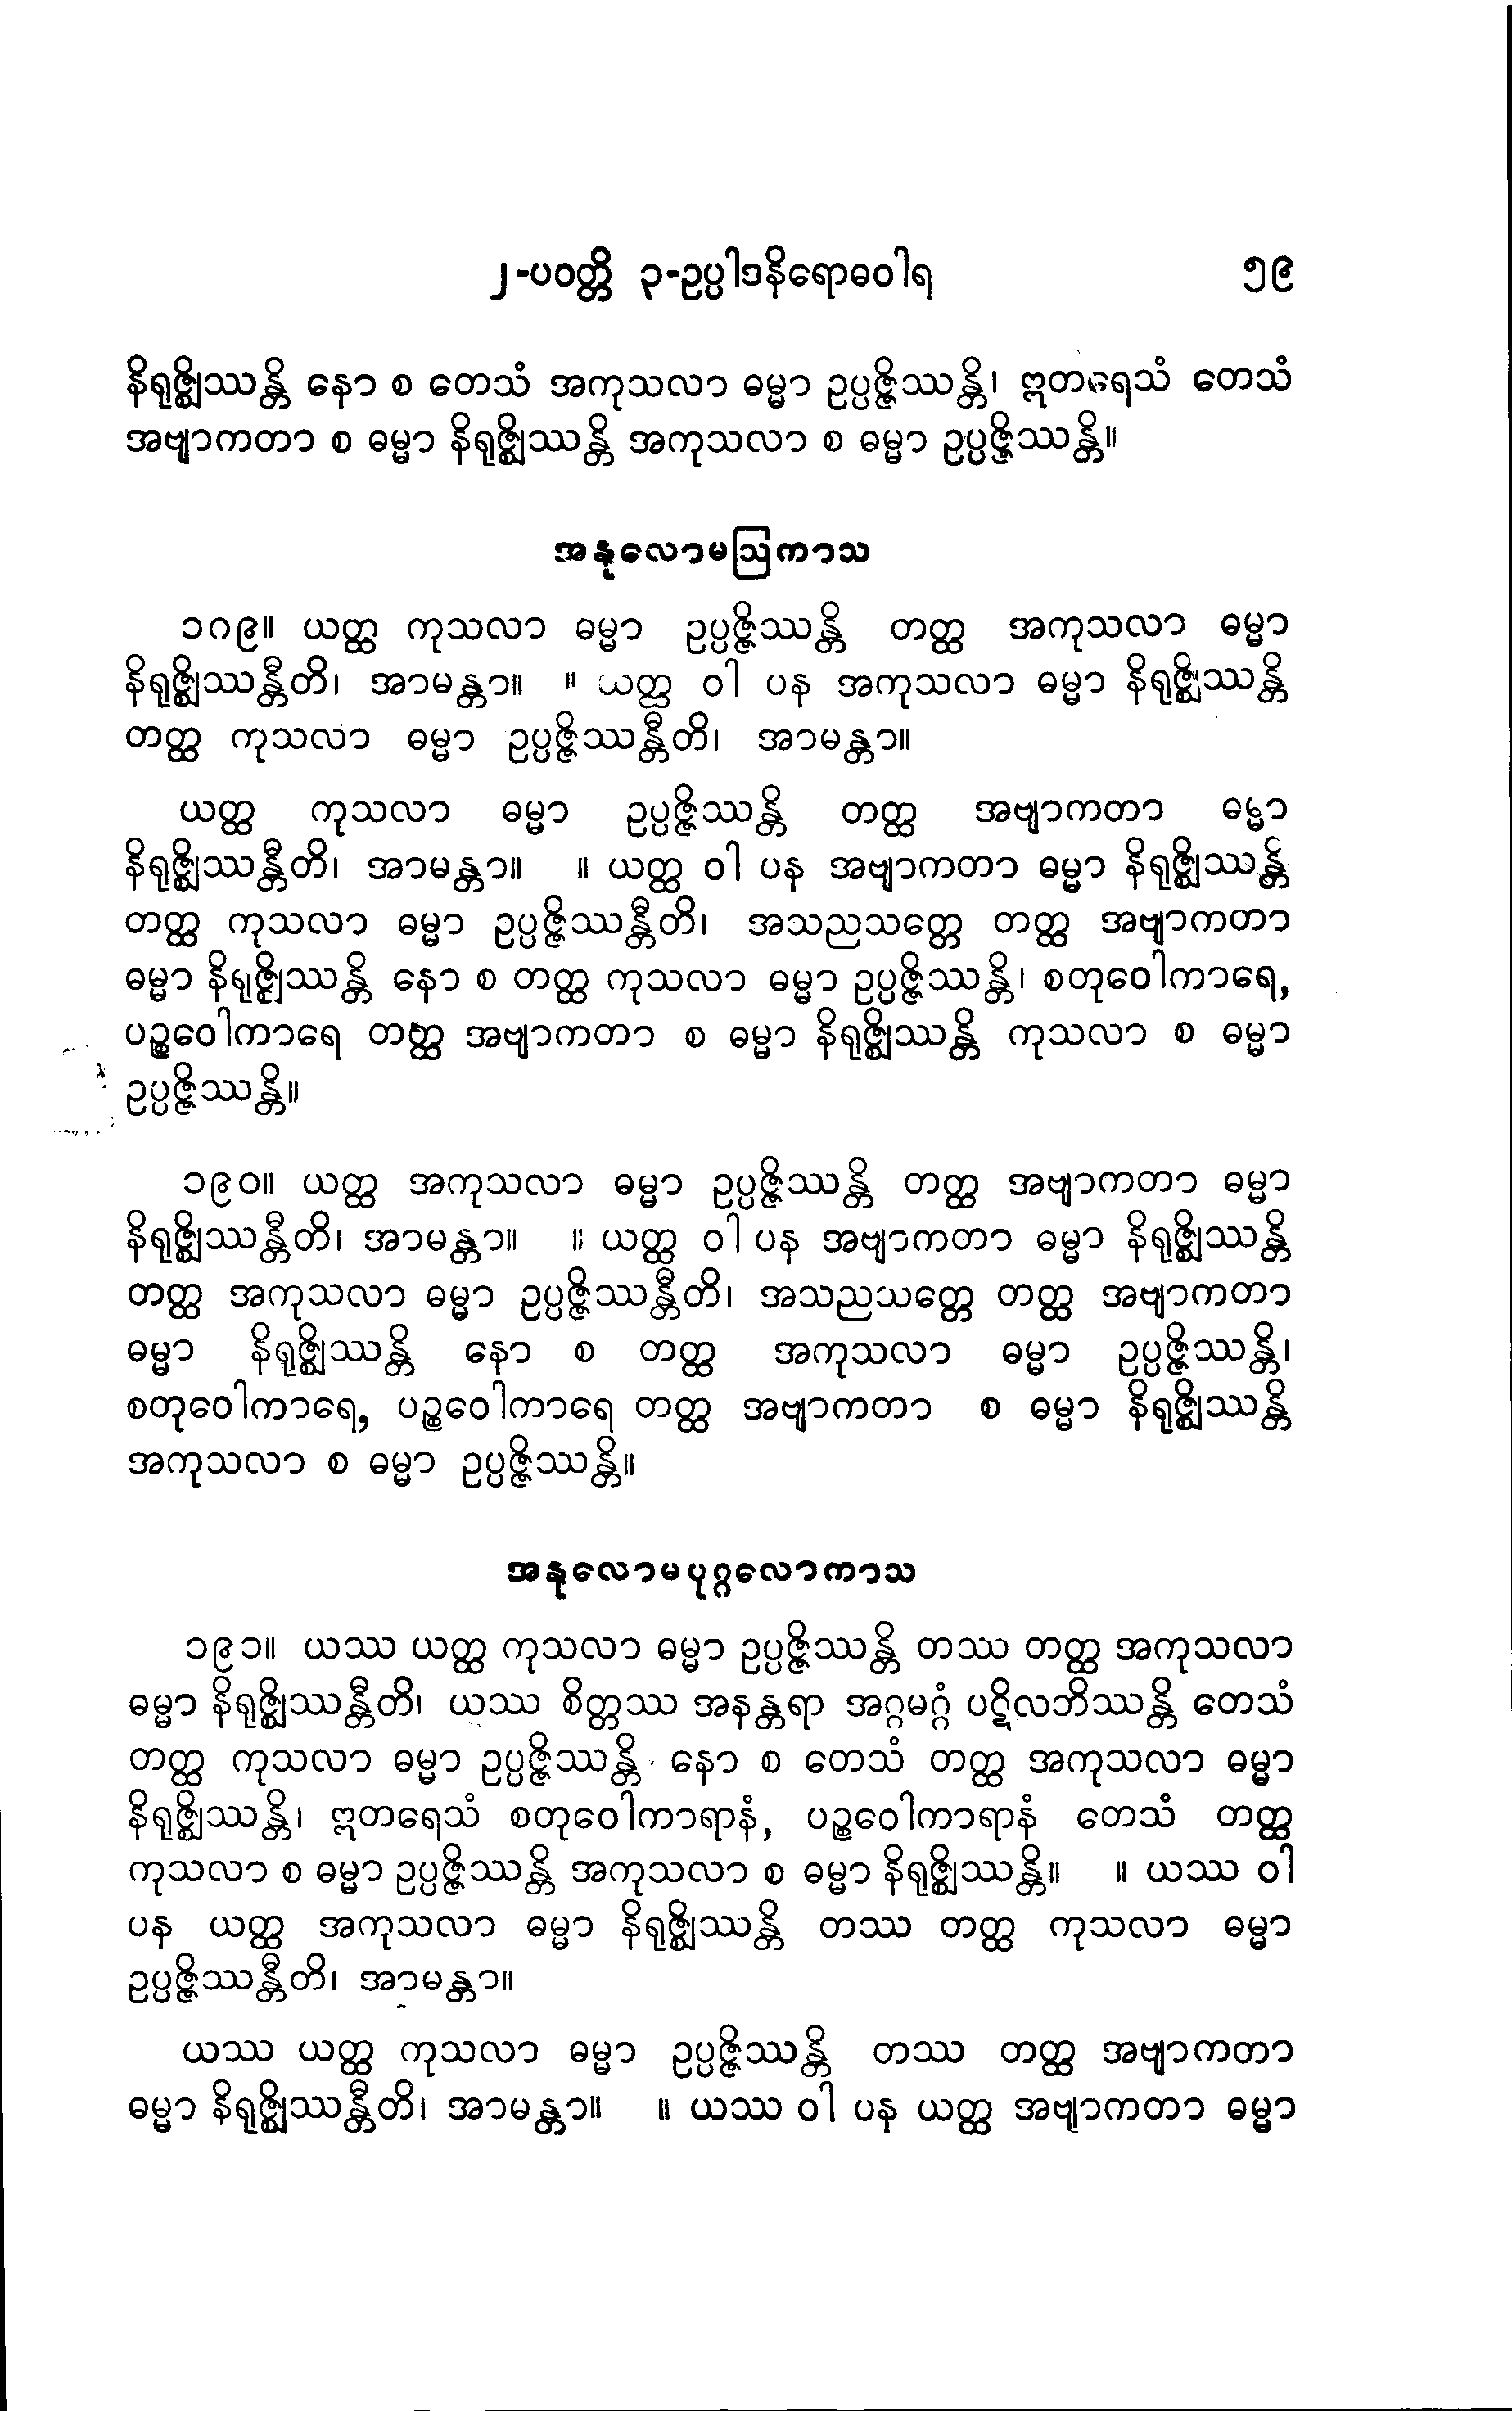 ၂-ပဝတ္တိ ၃-ဥပ္ပါဒနိရောဓဝါရ ၅၉
နိရုဇ္ဈိဿန္တိ နော စ တေသံ အကုသလာ ဓမ္မာ ဥပ္ပဇ္ဇိဿန္တိ၊ ဣတရေသံ တေသံ
အဗျာကတာ စ ဓမ္မာ နိရုဇ္ဈိဿန္တိ အကုသလာ စ ဓမ္မာ ဥပ္ပဇ္ဇိဿန္တိ။
အနုလောမဩကာသ
၁၈၉။ ယတ္ထ ကုသလာ ဓမ္မာ ဥပ္ပဇ္ဇိဿန္တိ တတ္ထ အကုသလာ ဓမ္မာ
နိရုဇ္ဈိဿန္တီတိ၊ အာမန္တာ။ ။ ယတ္ထ ဝါ ပန အကုသလာ ဓမ္မာ နိရုဇ္ဈိဿန္တိ
တတ္ထ ကုသလာ ဓမ္မာ ဥပ္ပဇ္ဇိဿန္တီတိ၊ အာမန္တာ။
ယတ္ထ ကုသလာ ဓမ္မာ ဥပ္ပဇ္ဇိဿန္တိ တတ္ထ အဗျာကတာ ဓမ္မာ
နိရုဇ္ဈိဿန္တီတိ၊ အာမန္တာ။ ။ ယတ္ထ ဝါ ပန အဗျာကတာ ဓမ္မာ နိရုဇ္ဈိဿန္တိ
တတ္ထ ကုသလာ ဓမ္မာ ဥပ္ပဇ္ဇိဿန္တီတိ၊ အသညသတ္တေ တတ္ထ အဗျာကတာ
ဓမ္မာ နိရုဇ္ဈိဿန္တိ နော စ တတ္ထ ကုသလာ ဓမ္မာ ဥပ္ပဇ္ဇိဿန္တိ၊ စတုဝေါကာရေ,
ပဉ္စဝေါကာရေ တတ္ထ အဗျာကတာ စ ဓမ္မာ နိရုဇ္ဈိဿန္တိ ကုသလာ စ ဓမ္မာ
ဥပ္ပဇ္ဇိဿန္တိ။
၁၉၀။ ယတ္ထ အကုသလာ ဓမ္မာ ဥပ္ပဇ္ဇိဿန္တိ တတ္ထ အဗျာကတာ ဓမ္မာ
နိရုဇ္ဈိဿန္တီတိ၊ အာမန္တာ။ ။ ယတ္ထ ဝါ ပန အဗျာကတာ ဓမ္မာ နိရုဇ္ဈိဿန္တိ
တတ္ထ အကုသလာ ဓမ္မာ ဥပ္ပဇ္ဇိဿန္တီတိ၊ အသညသတ္တေ တတ္ထ အဗျာကတာ
ဓမ္မာ နိရုဇ္ဈိဿန္တိ နော စ တတ္ထ အကုသလာ ဓမ္မာ ဥပ္ပဇ္ဇိဿန္တိ၊
စတုဝေါကာရေ, ပဉ္စဝေါကာရေ တတ္ထ အဗျာကတာ စ ဓမ္မာ နိရုဇ္ဈိဿန္တိ
အကုသလာ စ ဓမ္မာ ဥပ္ပဇ္ဇိဿန္တိ။
အနုလောမပုဂ္ဂလောကာသ
၁၉၁။ ယဿ ယတ္ထ ကုသလာ ဓမ္မာ ဥပ္ပဇ္ဇိဿန္တိ တဿ တတ္ထ အကုသလာ
ဓမ္မာ နိရုဇ္ဈိဿန္တီတိ၊ ယဿ စိတ္တဿ အနန္တရာ အဂ္ဂမဂ္ဂံ ပဋိလဘိဿန္တိ တေသံ
တတ္ထ ကုသလာ ဓမ္မာ ဥပ္ပဇ္ဇိဿန္တိ နော စ တေသံ တတ္ထ အကုသလာ ဓမ္မာ
နိရုဇ္ဈိဿန္တိ၊ ဣတရေသံ စတုဝေါကာရာနံ, ပဉ္စဝေါကာရာနံ တေသံ တတ္ထ
ကုသလာ စ ဓမ္မာ ဥပ္ပဇ္ဇိဿန္တိ အကုသလာ စ ဓမ္မာ နိရုဇ္ဈိဿန္တိ။ ။ ယဿ ဝါ
ပန ယတ္ထ အကုသလာ ဓမ္မာ နိရုဇ္ဈိဿန္တိ တဿ တတ္ထ ကုသလာ ဓမ္မာ
ဥပ္ပဇ္ဇိဿန္တီတိ၊ အာမန္တာ။
ယဿ ယတ္ထ ကုသလာ ဓမ္မာ ဥပ္ပဇ္ဇိဿန္တိ တဿ တတ္ထ အဗျာကတာ
ဓမ္မာ နိရုဇ္ဈိဿန္တီတိ၊ အာမန္တာ။ ။ ယဿ ဝါ ပန ယတ္ထ အဗျာကတာ ဓမ္မာ